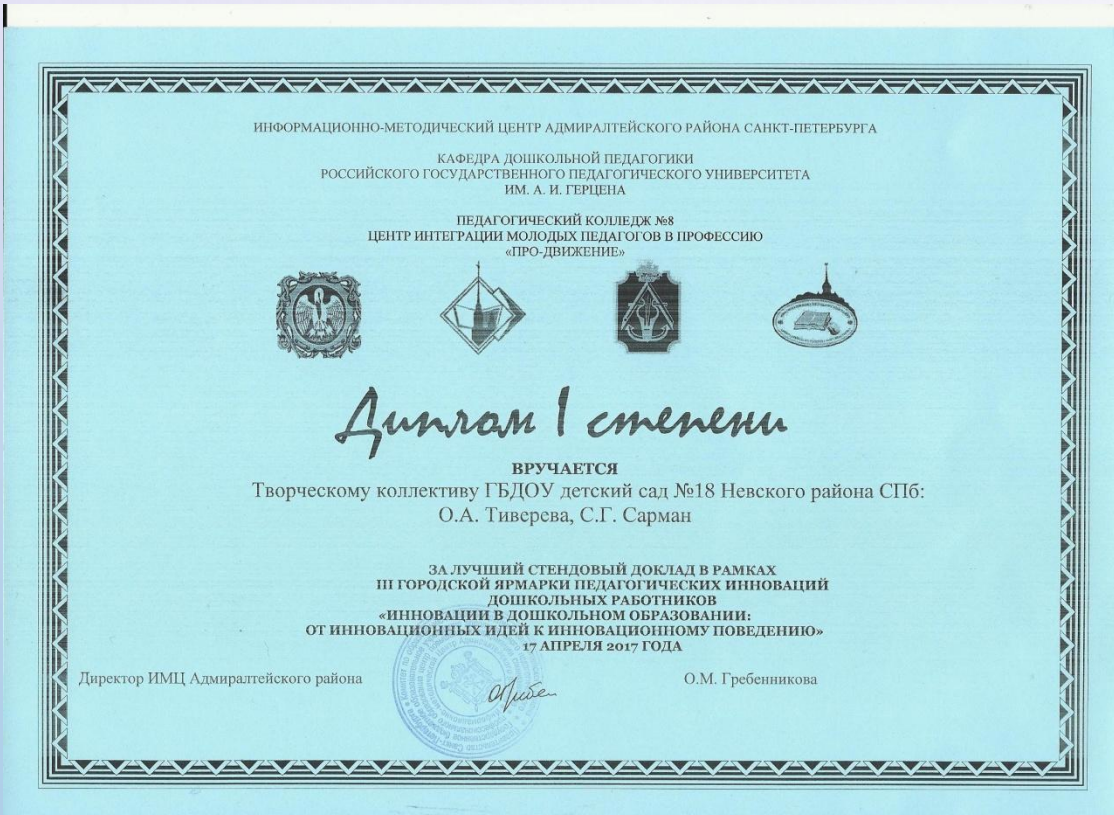 ИНФОРМАЦИОННО-МЕТОДИЧЕСКИЙ ЦЕНТР АДМИРАЛТЕЙСКОГО РАЙОНА САНКТ-ПЕТЕРБУРГА
КАФЕДРА ДОШКОЛЬНОЙ ПЕДАГОГИКИ
РОССИЙСКОГО ГОСУДАРСТВЕННОГО ПЕДАГОГИЧЕСКОГО УНИВЕРСИТЕТА
ИМ. А. И. ГЕРЦЕНА
ПЕДАГОГИЧЕСКИЙ КОЛЛЕДЖ №8
ЦЕНТР ИНТЕГРАЦИИ МОЛОДЫХ ПЕДАГОГОВ В ПРОФЕССИЮ
«ПРО-ДВИЖЕНИЕ»
Диплом I степени
ВРУЧАЕТСЯ
Творческому коллективу ГБДОУ детский сад №18 Невского района СПб:
О.А. Тиверева, С.Г. Сарман
ЗА ЛУЧШИЙ СТЕНДОВЫЙ ДОКЛАД В РАМКАХ
III ГОРОДСКОЙ ЯРМАРКИ ПЕДАГОГИЧЕСКИХ ИННОВАЦИЙ
ДОШКОЛЬНЫХ РАБОТНИКОВ
«ИННОВАЦИИ В ДОШКОЛЬНОМ ОБРАЗОВАНИИ:
ОТ ИННОВАЦИОННЫХ ИДЕЙ К ИННОВАЦИОННОМУ ПОВЕДЕНИЮ»
17 АПРЕЛЯ 2017 ГОДА
Директор ИМЦ Адмиралтейского района
О.М. Гребенникова